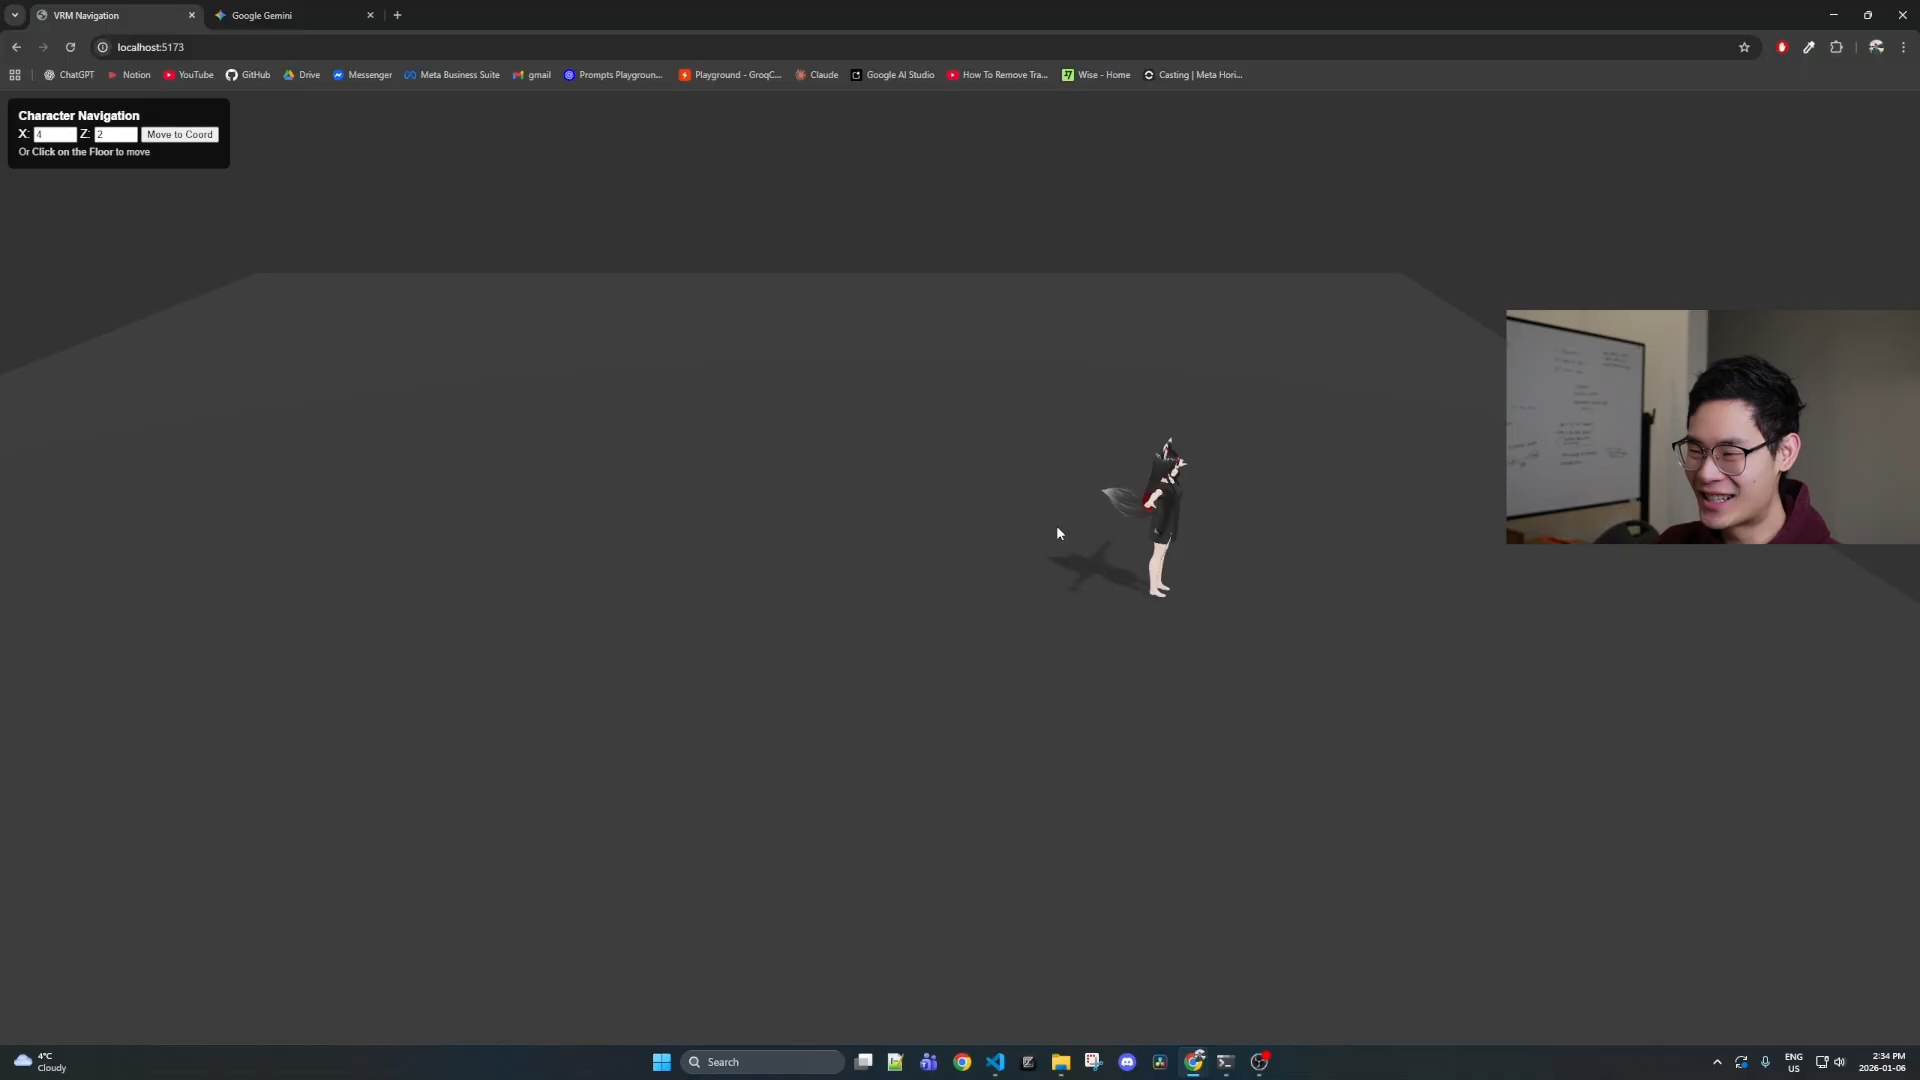 VRM Navigation
Google Gemini
localhost:5173
ChatGPT
Notion
YouTube
GitHub
Drive
Messenger
Meta Business Suite
gmail
Prompts Playgroun...
Playground - GroqC...
Claude
Google AI Studio
How To Remove Tra...
Wise - Home
Casting | Meta Hori...
Character Navigation
X: 4 Z: 2 Move to Coord
Or Click on the Floor to move
4°C
Cloudy
Search
ENG
US
2:34 PM
2026-01-06